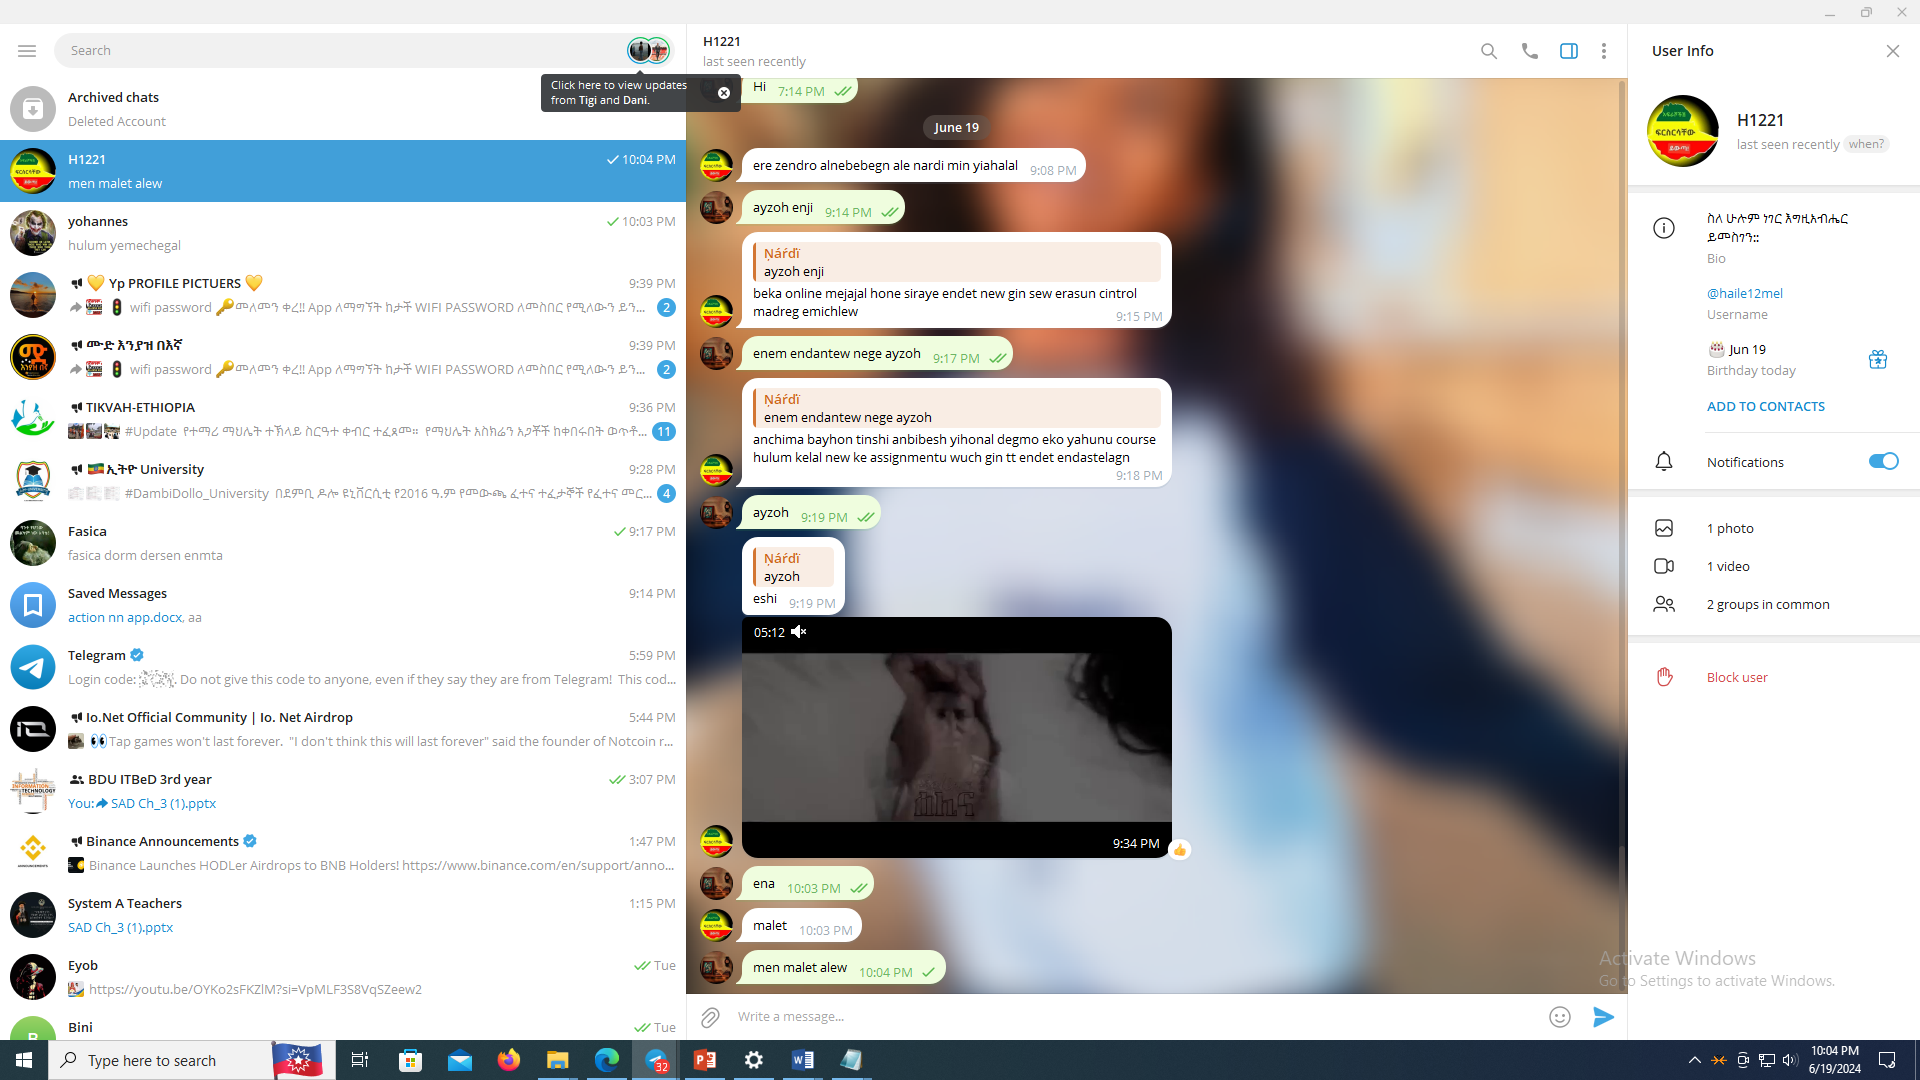 Search
Click here to view updates
from Tigi and Dani.
Archived chats
Deleted Account
H1221
10:04 PM
men malet alew
yohannes
10:03 PM
hulum yemechegal
Yp PROFILE PICTUERS
9:39 PM
wifi password 🔑መለመን ቀረ!! App ለማግኘት ከታች WIFI PASSWORD ለመስበር የሚለውን ይን...
2
ሙድ እንያዝ በእኛ
9:39 PM
wifi password 🔑መለመን ቀረ!! App ለማግኘት ከታች WIFI PASSWORD ለመስበር የሚለውን ይን...
2
TIKVAH-ETHIOPIA
9:36 PM
#Update የተማሪ ማህሌት ተኽላይ ስርዓተ ቀብር ተፈጸመ። የማህሌት አስክሬን አጋቾች ከቀበሩበት ወጥቶ...
11
ኢትዮ University
9:28 PM
#DambiDollo_University በደምቢ ዶሎ ዩኒቨርሲቲ የ2016 ዓ.ም የመውጫ ፈተና ተፈታኞች የፈተና መር...
4
Fasica
9:17 PM
fasica dorm dersen enmta
Saved Messages
9:14 PM
action nn app.docx, aa
Telegram
5:59 PM
Login code: . Do not give this code to anyone, even if they say they are from Telegram! This cod...
Io.Net Official Community | Io. Net Airdrop
5:44 PM
👀Tap games won't last forever. "I don't think this will last forever" said the founder of Notcoin r...
BDU ITBeD 3rd year
3:07 PM
You: SAD Ch_3 (1).pptx
Binance Announcements
1:47 PM
Binance Launches HODLer Airdrops to BNB Holders! https://www.binance.com/en/support/anno...
System A Teachers
1:15 PM
SAD Ch_3 (1).pptx
Eyob
Tue
https://youtu.be/OYKo2sFKZlM?si=VpMLF3S8VqSZeew2
Bini
Tue
H1221
last seen recently
Hi 7:14 PM
June 19
ere zendro alnebebegn ale nardi min yiahalal 9:08 PM
ayzoh enji 9:14 PM
Ņáŕdï
ayzoh enji
beka online mejajal hone siraye endet new gin sew erasun cintrol
madreg emichlew
9:15 PM
enem endantew nege ayzoh 9:17 PM
Ņáŕdï
enem endantew nege ayzoh
anchima bayhon tinshi anbibesh yihonal degmo eko yahunu course
hulum kelal new ke assignmentu wuch gin tt endet endastelagn
9:18 PM
ayzoh 9:19 PM
Ņáŕdï
ayzoh
eshi 9:19 PM
05:12
9:34 PM
ena 10:03 PM
malet 10:03 PM
men malet alew 10:04 PM
Write a message...
User Info
H1221
last seen recently when?
ስለ ሁሉም ነገር እግዚአብሔር
ይመስገን::
Bio
@haile12mel
Username
🎂 Jun 19
Birthday today
ADD TO CONTACTS
Notifications
1 photo
1 video
2 groups in common
Block user
Activate Windows
Go to Settings to activate Windows.
Type here to search
32
10:04 PM
6/19/2024